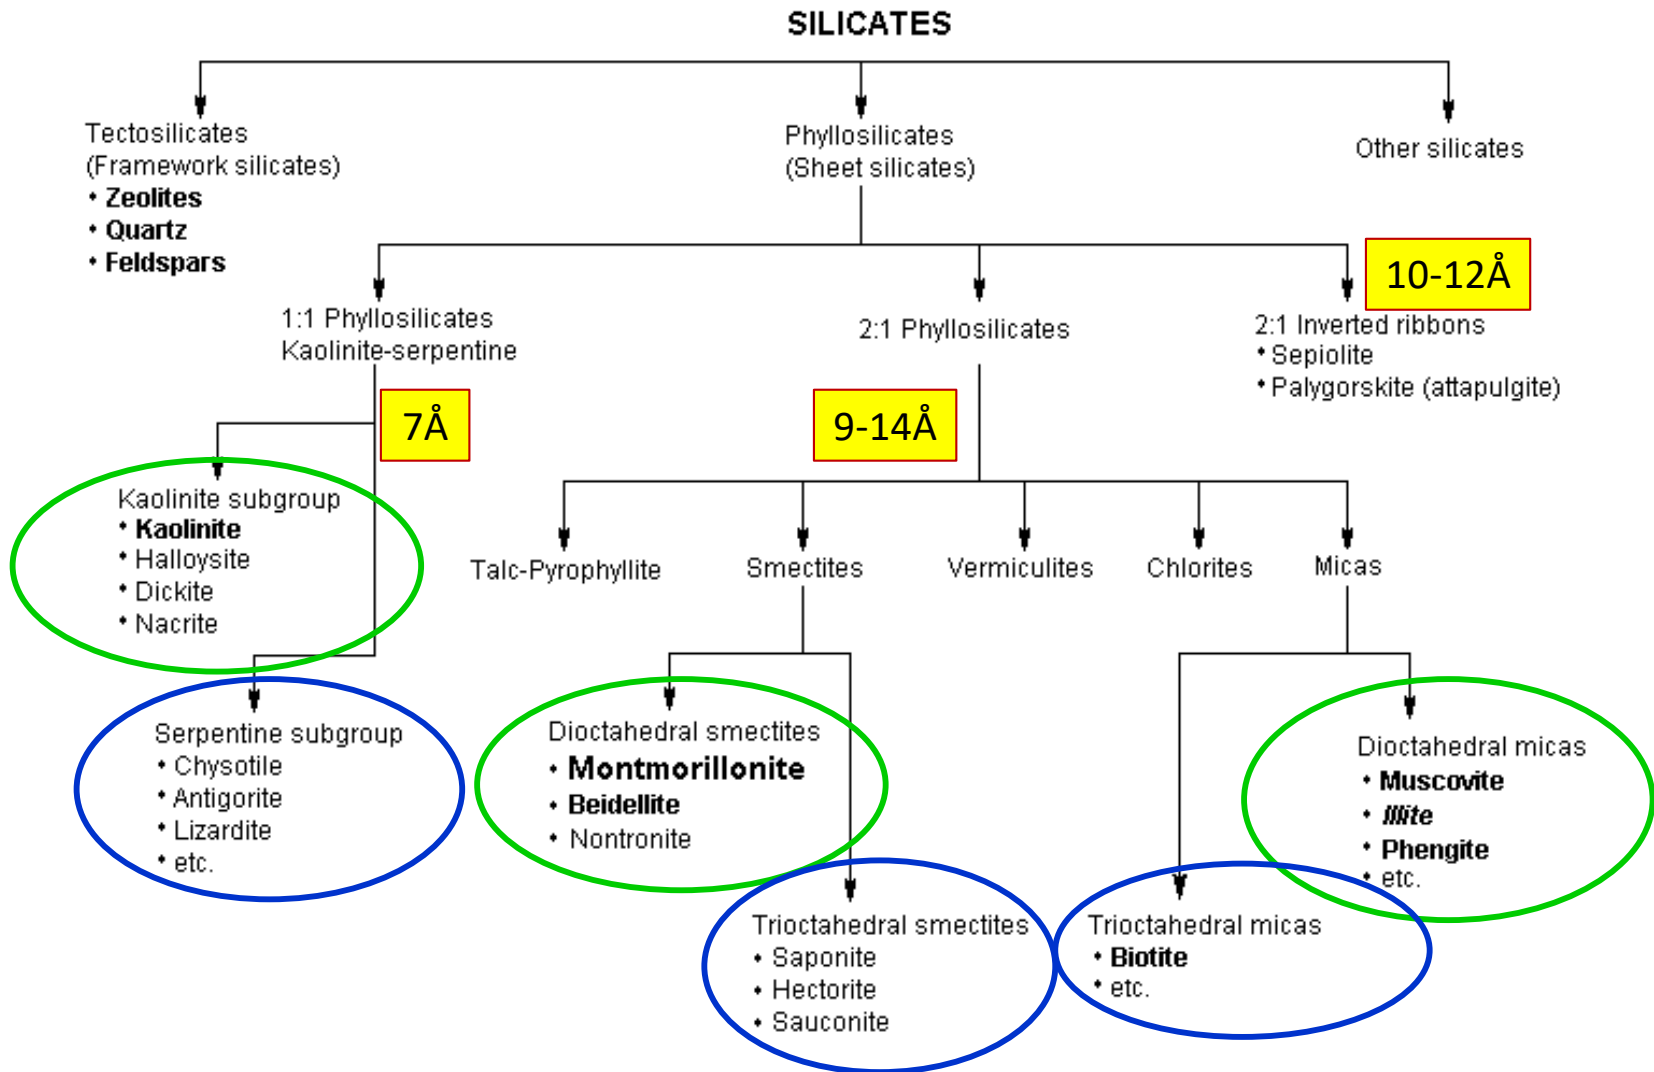 SILICATES
Tectosilicates
(Framework silicates)
• Zeolites
• Quartz
• Feldspars
Phyllosilicates
(Sheet silicates)
Other silicates
1:1 Phyllosilicates
Kaolinite-serpentine
2:1 Phyllosilicates
10-12Å
2:1 Inverted ribbons
• Sepiolite
• Palygorskite (attapulgite)
7Å
9-14Å
Kaolinite subgroup
• Kaolinite
• Halloysite
• Dickite
• Nacrite
Talc-Pyrophyllite
Smectites
Vermiculites
Chlorites
Micas
Serpentine subgroup
• Chysotile
• Antigorite
• Lizardite
• etc.
Dioctahedral smectites
• Montmorillonite
• Beidellite
• Nontronite
Dioctahedral micas
• Muscovite
• Illite
• Phengite
• etc.
Trioctahedral smectites
• Saponite
• Hectorite
• Sauconite
Trioctahedral micas
• Biotite
• etc.